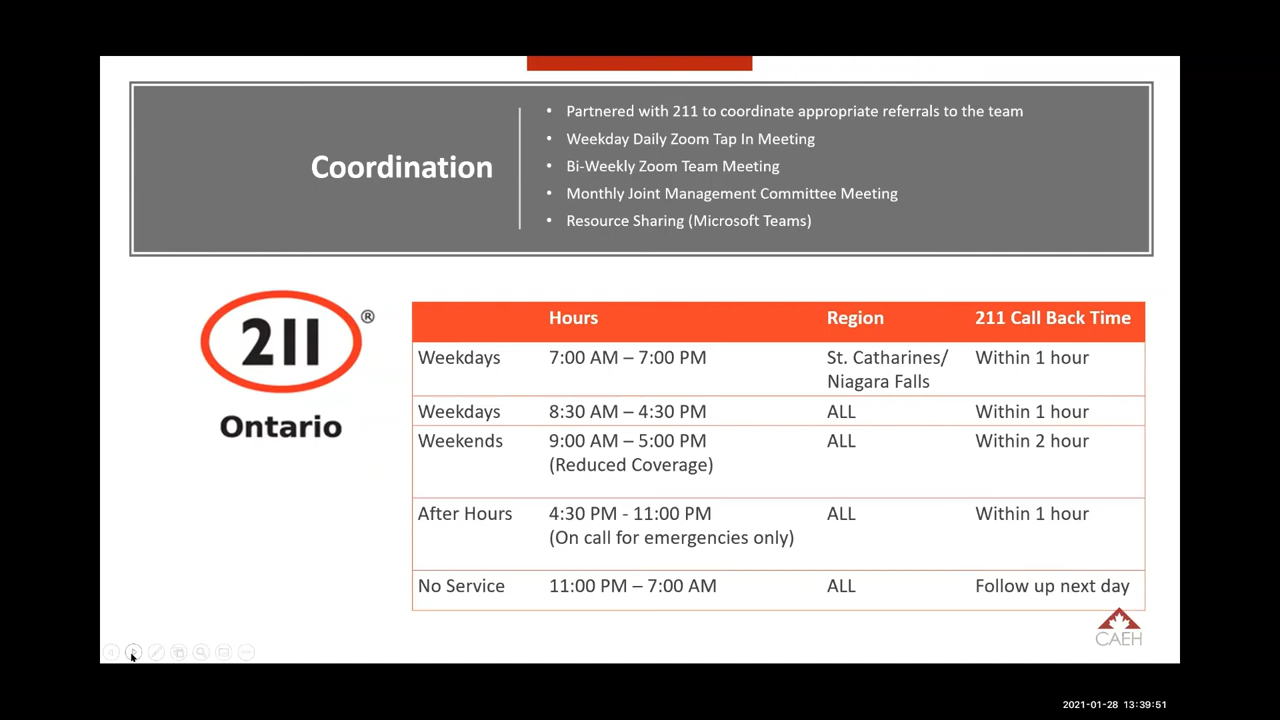 Coordination
• Partnered with 211 to coordinate appropriate referrals to the team
• Weekday Daily Zoom Tap In Meeting
• Bi-Weekly Zoom Team Meeting
• Monthly Joint Management Committee Meeting
• Resource Sharing (Microsoft Teams)
211 ®
Ontario
Hours Region 211 Call Back Time
Weekdays 7:00 AM – 7:00 PM St. Catharines/ Within 1 hour
Niagara Falls
Weekdays 8:30 AM – 4:30 PM ALL Within 1 hour
Weekends 9:00 AM – 5:00 PM ALL Within 2 hour
(Reduced Coverage)
After Hours 4:30 PM - 11:00 PM ALL Within 1 hour
(On call for emergencies only)
No Service 11:00 PM – 7:00 AM ALL Follow up next day
CAEH
2021-01-28 13:39:51